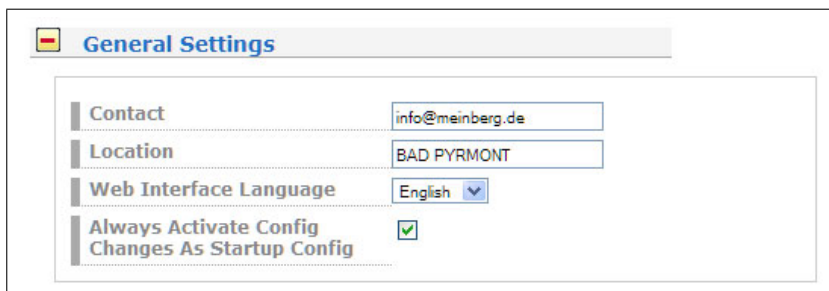 General Settings
Contact info@meinberg.de
Location BAD PYRMONT
Web Interface Language English
Always Activate Config
Changes As Startup Config